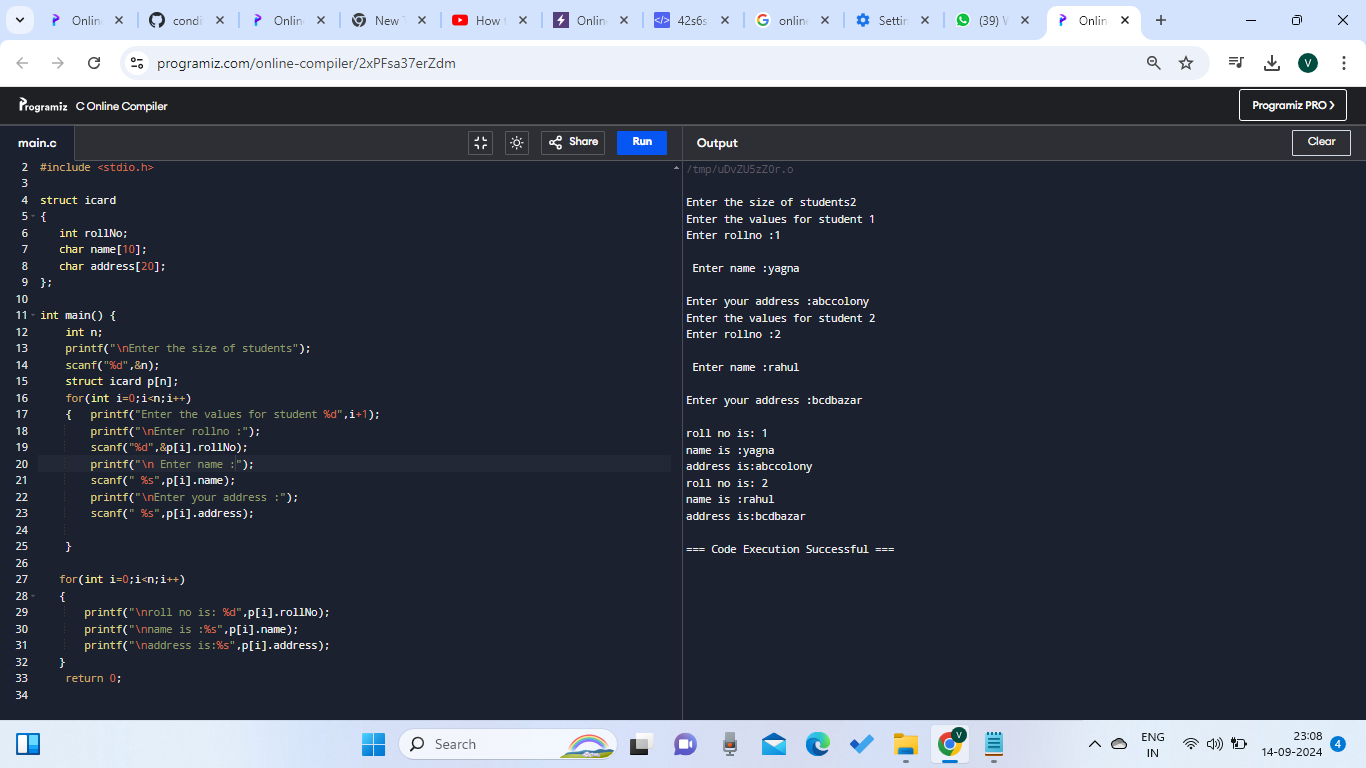 Onlin
condi
Onlin
New
How
Onlin
42s6s
online
Settin
(39)
Onlin
programiz.com/online-compiler/2xPFsa37erZdm
V
Programiz C Online Compiler
Programiz PRO >
main.c
Share
Run
Output
Clear
2 #include <stdio.h>
3
4 struct icard
5 {
6 int rollNo;
7 char name[10];
8 char address[20];
9 };
10
11 int main() {
12 int n;
13 printf("\nEnter the size of students");
14 scanf("%d",&n);
15 struct icard p[n];
16 for(int i=0;i<n;i++)
17 { printf("Enter the values for student %d",i+1);
18 printf("\nEnter rollno :");
19 scanf("%d",&p[i].rollNo);
20 printf("\n Enter name :");
21 scanf(" %s",p[i].name);
22 printf("\nEnter your address :");
23 scanf(" %s",p[i].address);
24
25 }
26
27 for(int i=0;i<n;i++)
28 {
29 printf("\nroll no is: %d",p[i].rollNo);
30 printf("\nname is :%s",p[i].name);
31 printf("\naddress is:%s",p[i].address);
32 }
33 return 0;
34
/tmp/uDvZU5zZ0r.o
Enter the size of students2
Enter the values for student 1
Enter rollno :1
Enter name :yagna
Enter your address :abccolony
Enter the values for student 2
Enter rollno :2
Enter name :rahul
Enter your address :bcdbazar
roll no is: 1
name is :yagna
address is:abccolony
roll no is: 2
name is :rahul
address is:bcdbazar
=== Code Execution Successful ===
Search
V
ENG
IN
23:08
14-09-2024
4